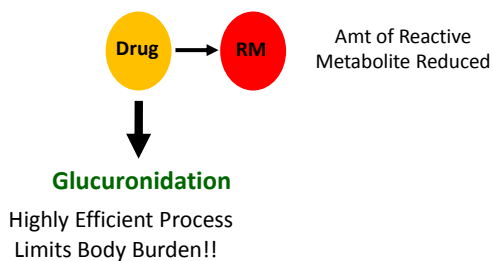 Drug
RM
Amt of Reactive
Metabolite Reduced
Glucuronidation
Highly Efficient Process
Limits Body Burden!!